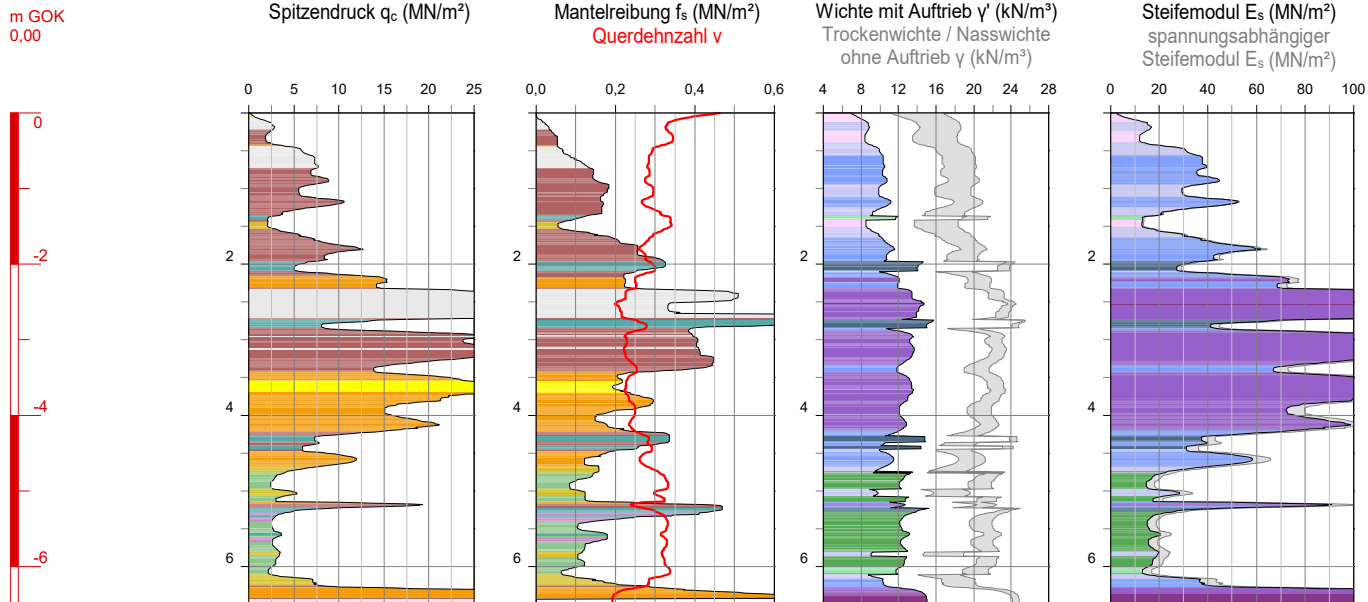 m GOK
0,00
Spitzendruck qc (MN/m²)
Mantelreibung fs (MN/m²)
Querdehnzahl ν
Wichte mit Auftrieb γ' (kN/m³)
Trockenwichte / Nasswichte
ohne Auftrieb γ (kN/m³)
Steifemodul Es (MN/m²)
spannungsabhängiger
Steifemodul Es (MN/m²)
0 5 10 15 20 25
0,0 0,2 0,4 0,6
4 8 12 16 20 24 28
0 20 40 60 80 100
0
-2 2 2 2 2
-4 4 4 4 4
-6 6 6 6 6